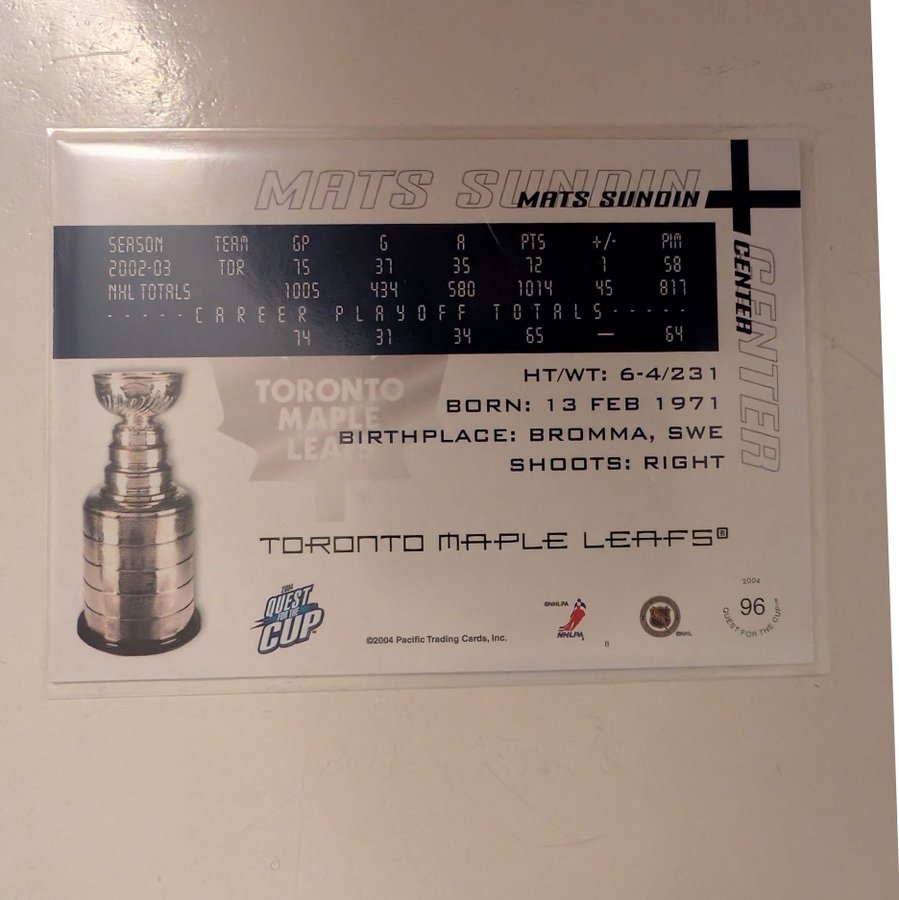 MATS SUNDIN
MATS SUNDIN
CENTER
CENTER
SEASON TEAM GP G A PTS +/- PIM
2002-03 TOR 75 37 35 72 1 58
NHL TOTALS 1005 434 580 1014 45 817
-----CAREER PLAYOFF TOTALS-----
74 31 34 65 — 64
HT/WT: 6-4/231
BORN: 13 FEB 1971
BIRTHPLACE: BROMMA, SWE
SHOOTS: RIGHT
TORONTO
MAPLE
LEAFS
TORONTO MAPLE LEAFS®
2004
QUEST
FOR THE
CUP
©2004 Pacific Trading Cards, Inc.
©NHLPA
NHLPA
©NHL
2004
96
QUEST FOR THE CUP